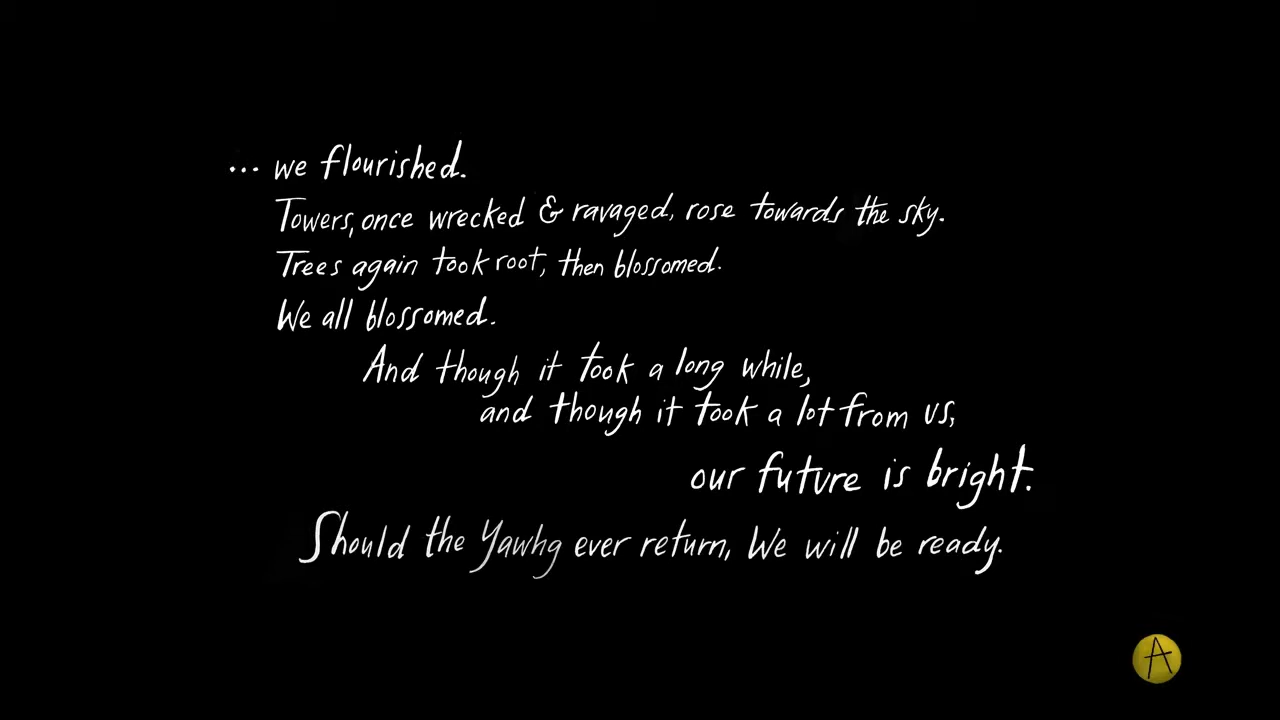 ... we flourished.
Towers, once wrecked & ravaged, rose towards the sky.
Trees again took root, then blossomed.
We all blossomed.
And though it took a long while,
and though it took a lot from us,
our future is bright.
Should the Yawhg ever return, We will be ready.
A